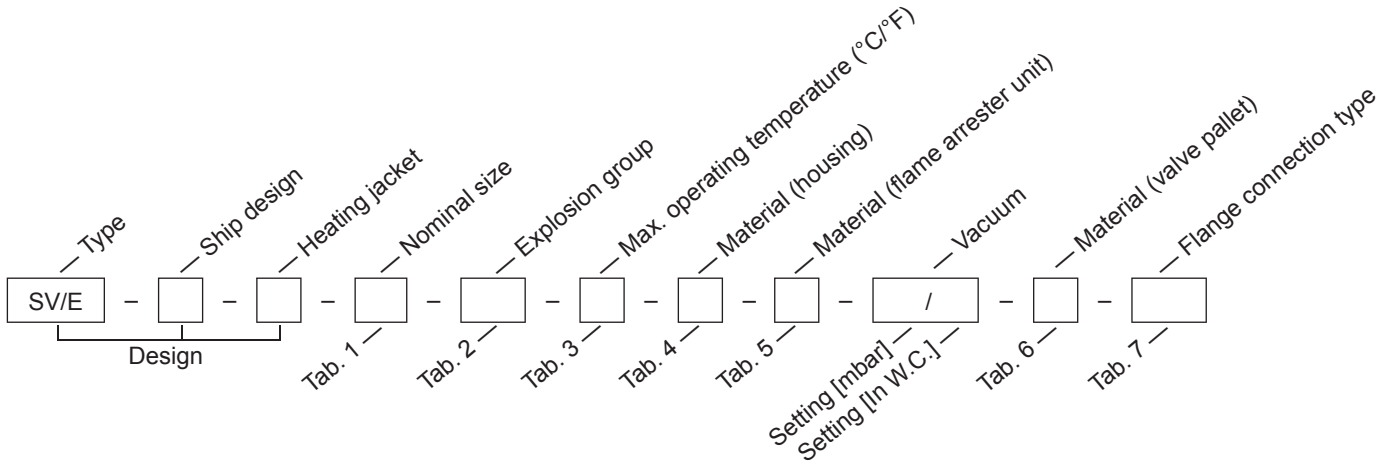 Type
Ship design
Heating jacket
Nominal size
Explosion group
Max. operating temperature (°C/°F)
Material (housing)
Material (flame arrester unit)
Vacuum
Material (valve pallet)
Flange connection type
SV/E – – – – – – – – / – –
Design
Tab. 1
Tab. 2
Tab. 3
Tab. 4
Tab. 5
Setting [mbar]
Setting [In W.C.]
Tab. 6
Tab. 7